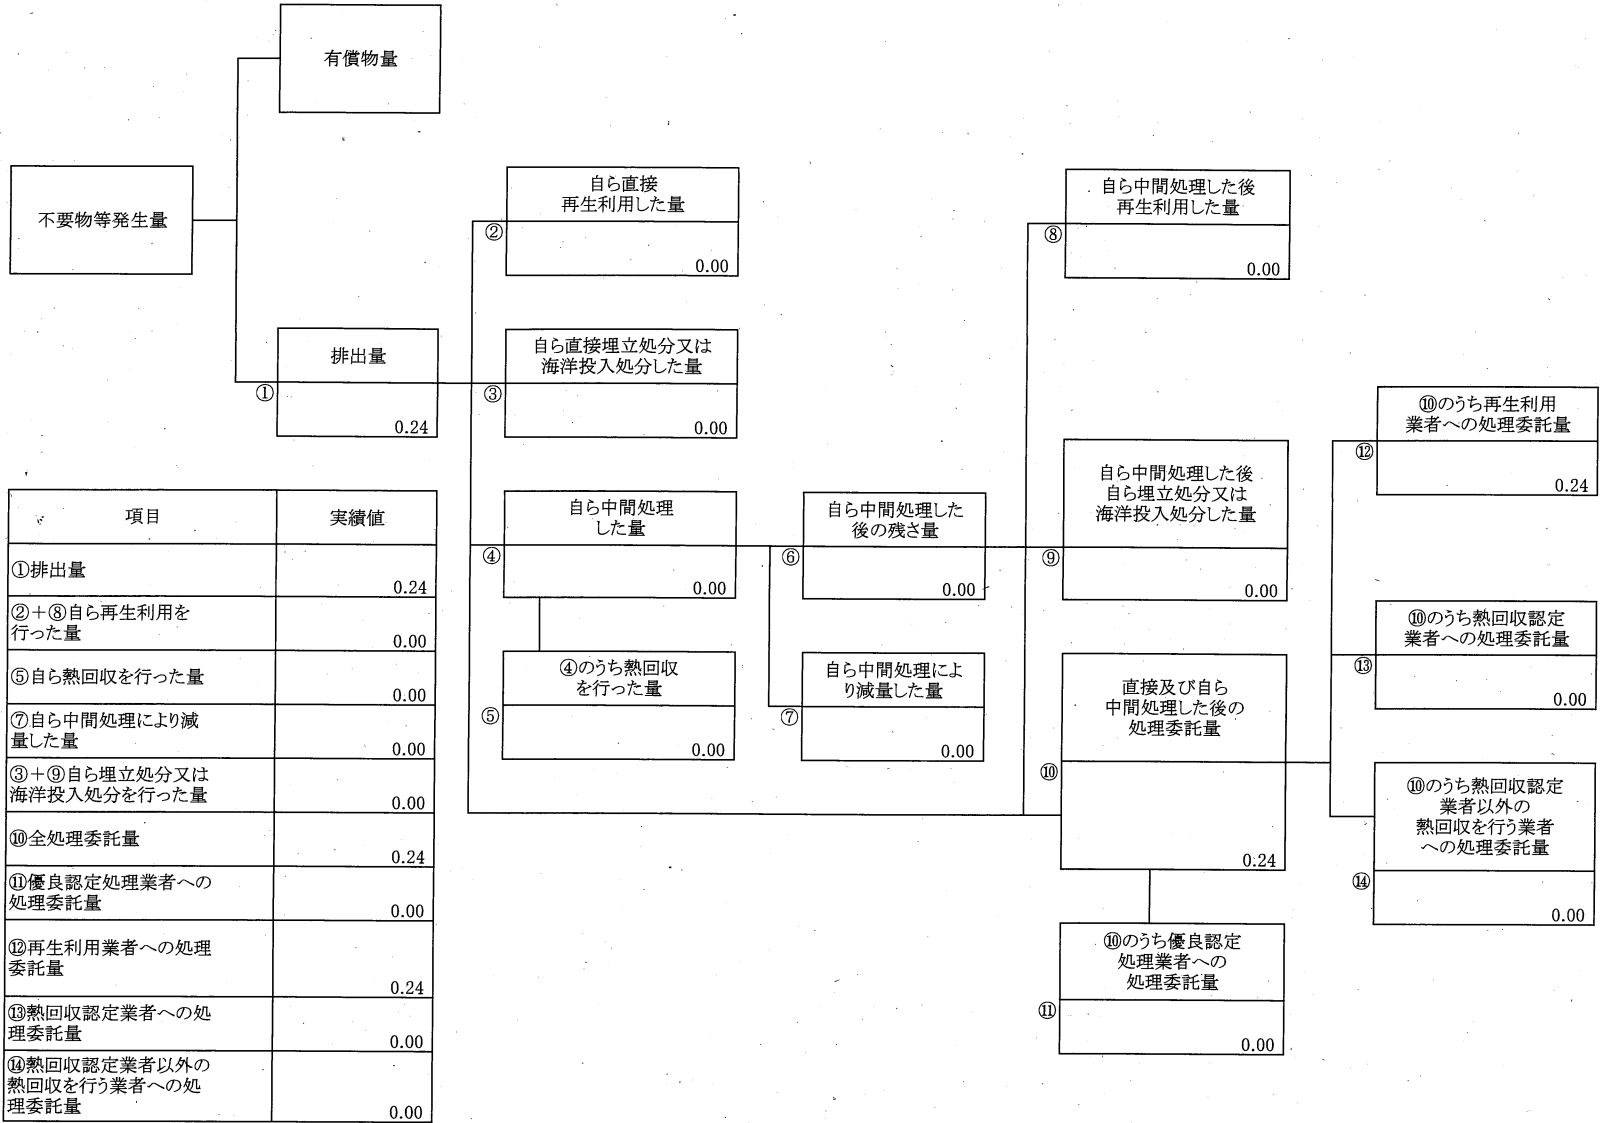 有償物量
不要物等発生量
①
排出量
0.24
②
自ら直接
再生利用した量
0.00
③
自ら直接埋立処分又は
海洋投入処分した量
0.00
④
自ら中間処理
した量
0.00
⑤
④のうち熱回収
を行った量
0.00
⑥
自ら中間処理した
後の残さ量
0.00
⑦
自ら中間処理によ
り減量した量
0.00
⑧
自ら中間処理した後
再生利用した量
0.00
⑨
自ら中間処理した後
自ら埋立処分又は
海洋投入処分した量
0.00
⑩
直接及び自ら
中間処理した後の
処理委託量
0.24
⑪
⑩のうち優良認定
処理業者への
処理委託量
0.00
⑫
⑩のうち再生利用
業者への処理委託量
0.24
⑬
⑩のうち熱回収認定
業者への処理委託量
0.00
⑭
⑩のうち熱回収認定
業者以外の
熱回収を行う業者
への処理委託量
0.00
項目 実績値
①排出量
0.24
②＋⑧自ら再生利用を
行った量
0.00
⑤自ら熱回収を行った量
0.00
⑦自ら中間処理により減
量した量
0.00
③＋⑨自ら埋立処分又は
海洋投入処分を行った量
0.00
⑩全処理委託量
0.24
⑪優良認定処理業者への
処理委託量
0.00
⑫再生利用業者への処理
委託量
0.24
⑬熱回収認定業者への処
理委託量
0.00
⑭熱回収認定業者以外の
熱回収を行う業者への処
理委託量
0.00